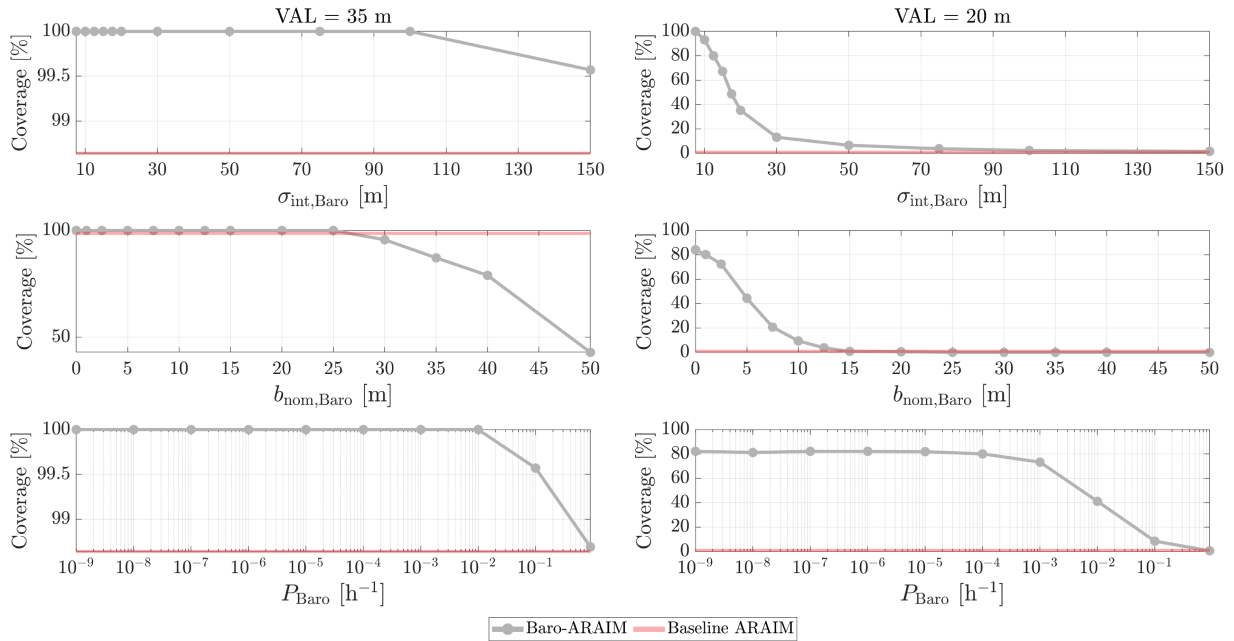 VAL = 35 m
Coverage [%]
100
99.5
99
10 30 50 70 90 110 130 150
σint,Baro [m]
VAL = 20 m
Coverage [%]
100
80
60
40
20
0
10 30 50 70 90 110 130 150
σint,Baro [m]
Coverage [%]
100
50
0 5 10 15 20 25 30 35 40 45 50
bnom,Baro [m]
Coverage [%]
100
80
60
40
20
0
0 5 10 15 20 25 30 35 40 45 50
bnom,Baro [m]
Coverage [%]
100
99.5
99
10⁻⁹ 10⁻⁸ 10⁻⁷ 10⁻⁶ 10⁻⁵ 10⁻⁴ 10⁻³ 10⁻² 10⁻¹
PBaro [h⁻¹]
Coverage [%]
100
80
60
40
20
0
10⁻⁹ 10⁻⁸ 10⁻⁷ 10⁻⁶ 10⁻⁵ 10⁻⁴ 10⁻³ 10⁻² 10⁻¹
PBaro [h⁻¹]
Baro-ARAIM Baseline ARAIM